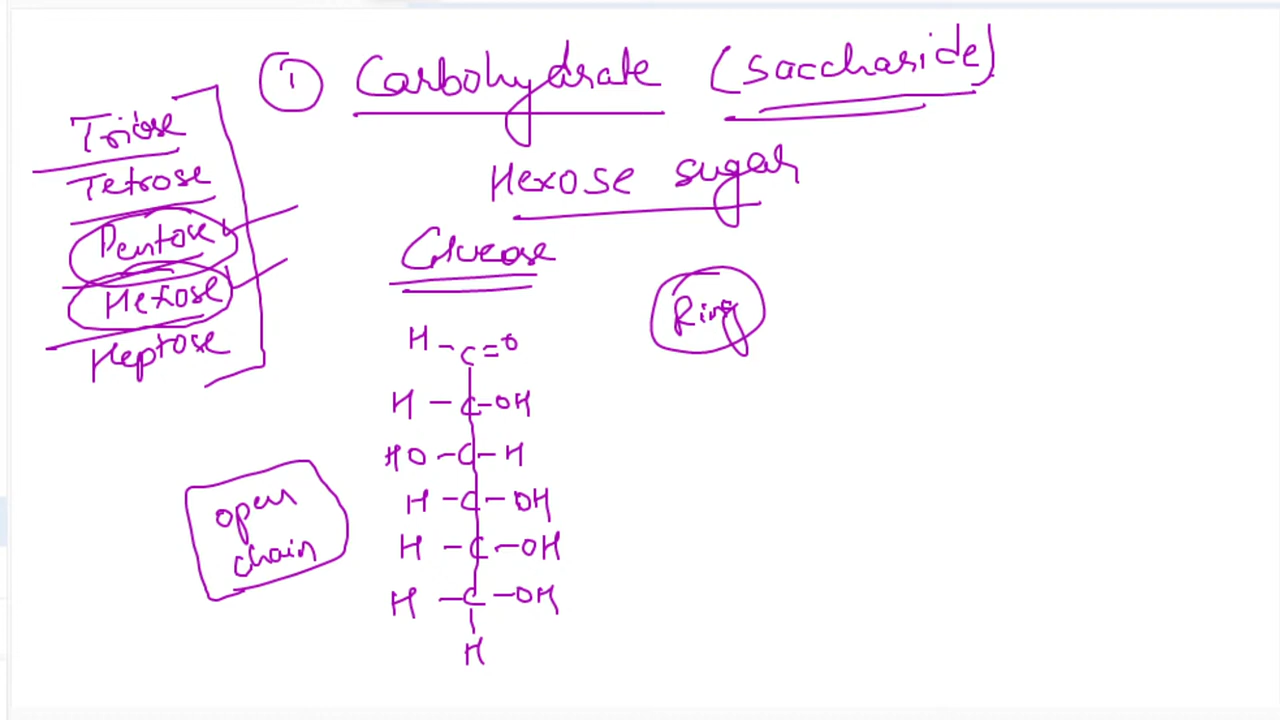 ① Carbohydrate (saccharide)
Hexose sugar
Triose
Tetrose
Pentose
Hexose
Heptose
Glucose
Ring
open
chain
H - C = O
H - C - OH
HO - C - H
H - C - OH
H - C - OH
H - C - OH
H